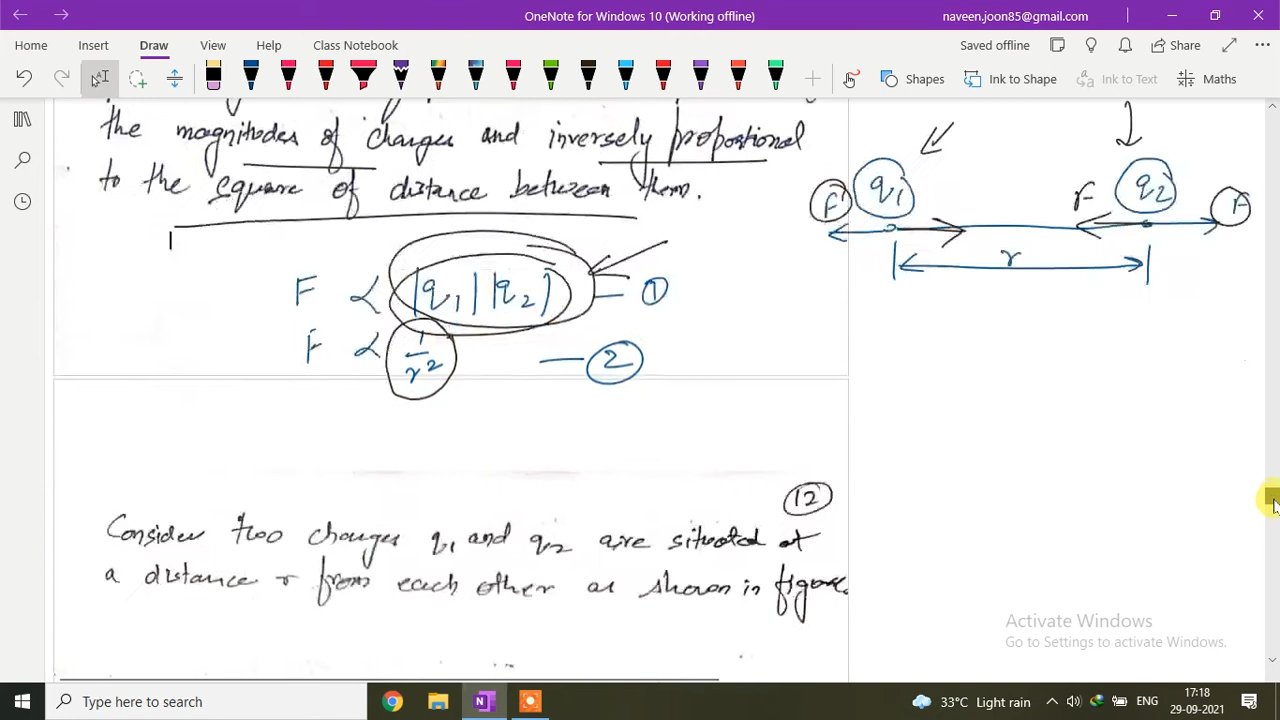 OneNote for Windows 10 (Working offline)
naveen.joon85@gmail.com
Home Insert Draw View Help Class Notebook
Saved offline
Share
Shapes
Ink to Shape
Ink to Text
Maths
the magnitudes of charges and inversely proportional
to the square of distance between them.
F ∝ |q1| |q2| — ①
F ∝ 1/r2 — ②
F q1 F q2 F
r
12
Consider two charges q1 and q2 are situated at
a distance r from each other as shown in figure.
Activate Windows
Go to Settings to activate Windows.
Type here to search
33°C Light rain
ENG
17:18
29-09-2021